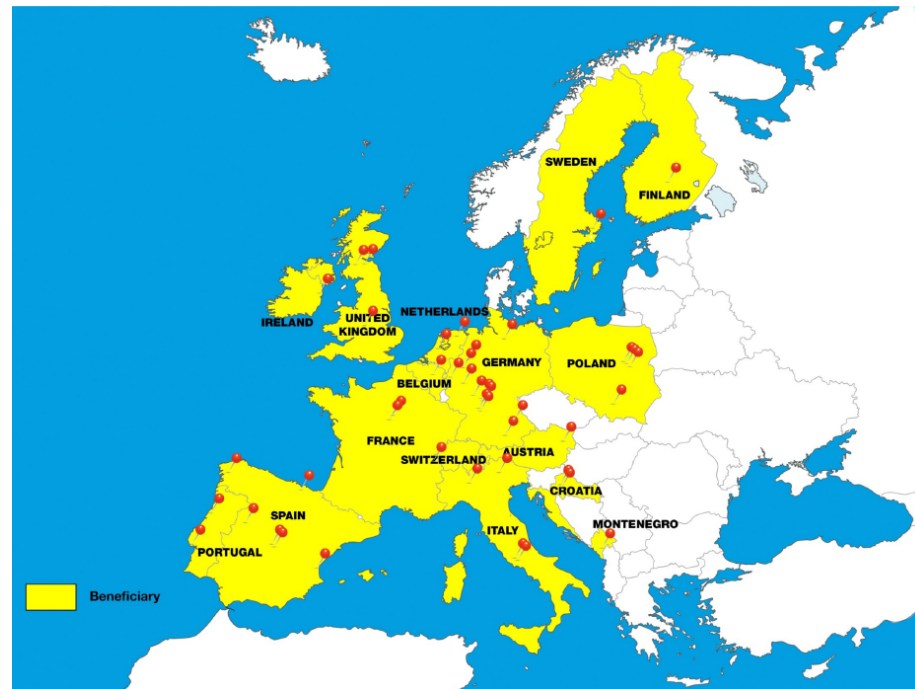 SWEDEN
FINLAND
NETHERLANDS
IRELAND
UNITED
KINGDOM
GERMANY
POLAND
BELGIUM
FRANCE
SWITZERLAND
AUSTRIA
CROATIA
SPAIN
ITALY
MONTENEGRO
PORTUGAL
Beneficiary